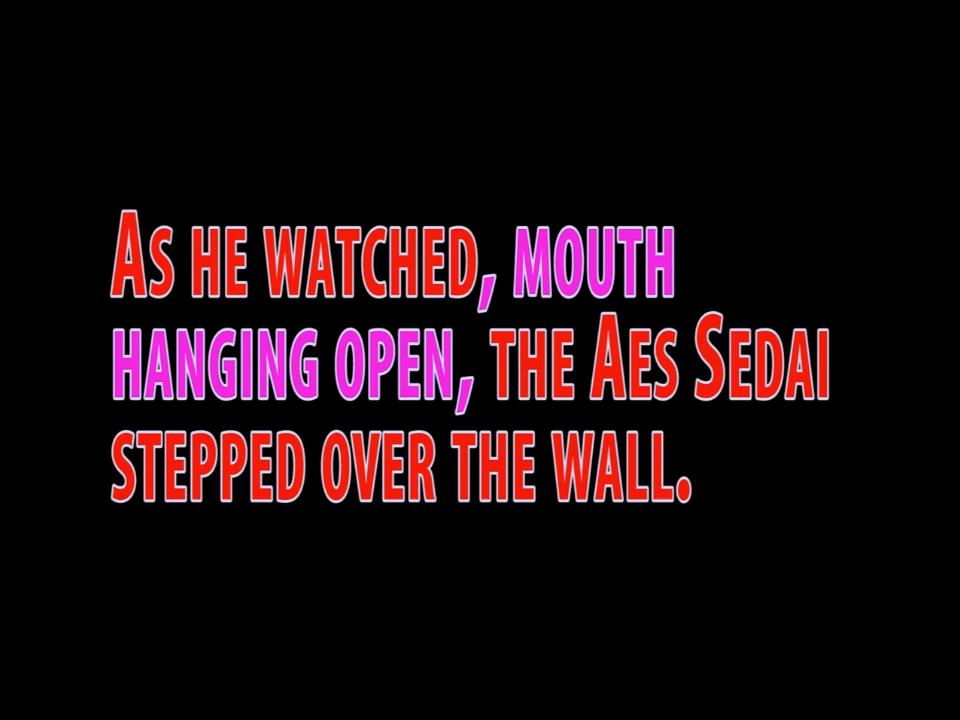 As he watched, mouth
hanging open, the Aes Sedai
stepped over the wall.